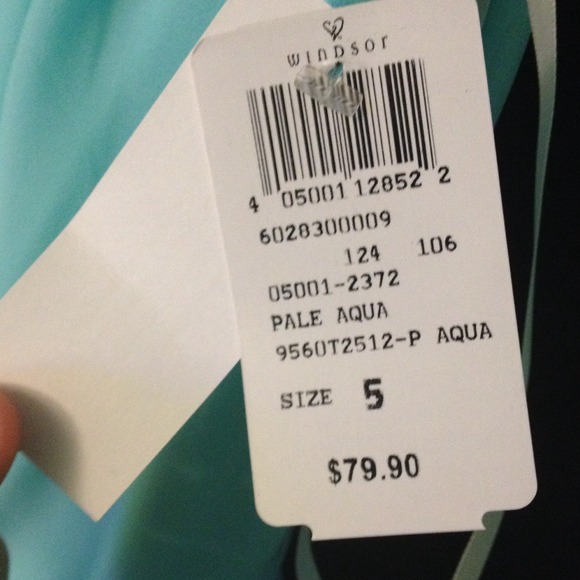 WINDSOR
4 05001 12852 2
6028300009
124 106
05001-2372
PALE AQUA
9560T2512-P AQUA
SIZE 5
$79.90